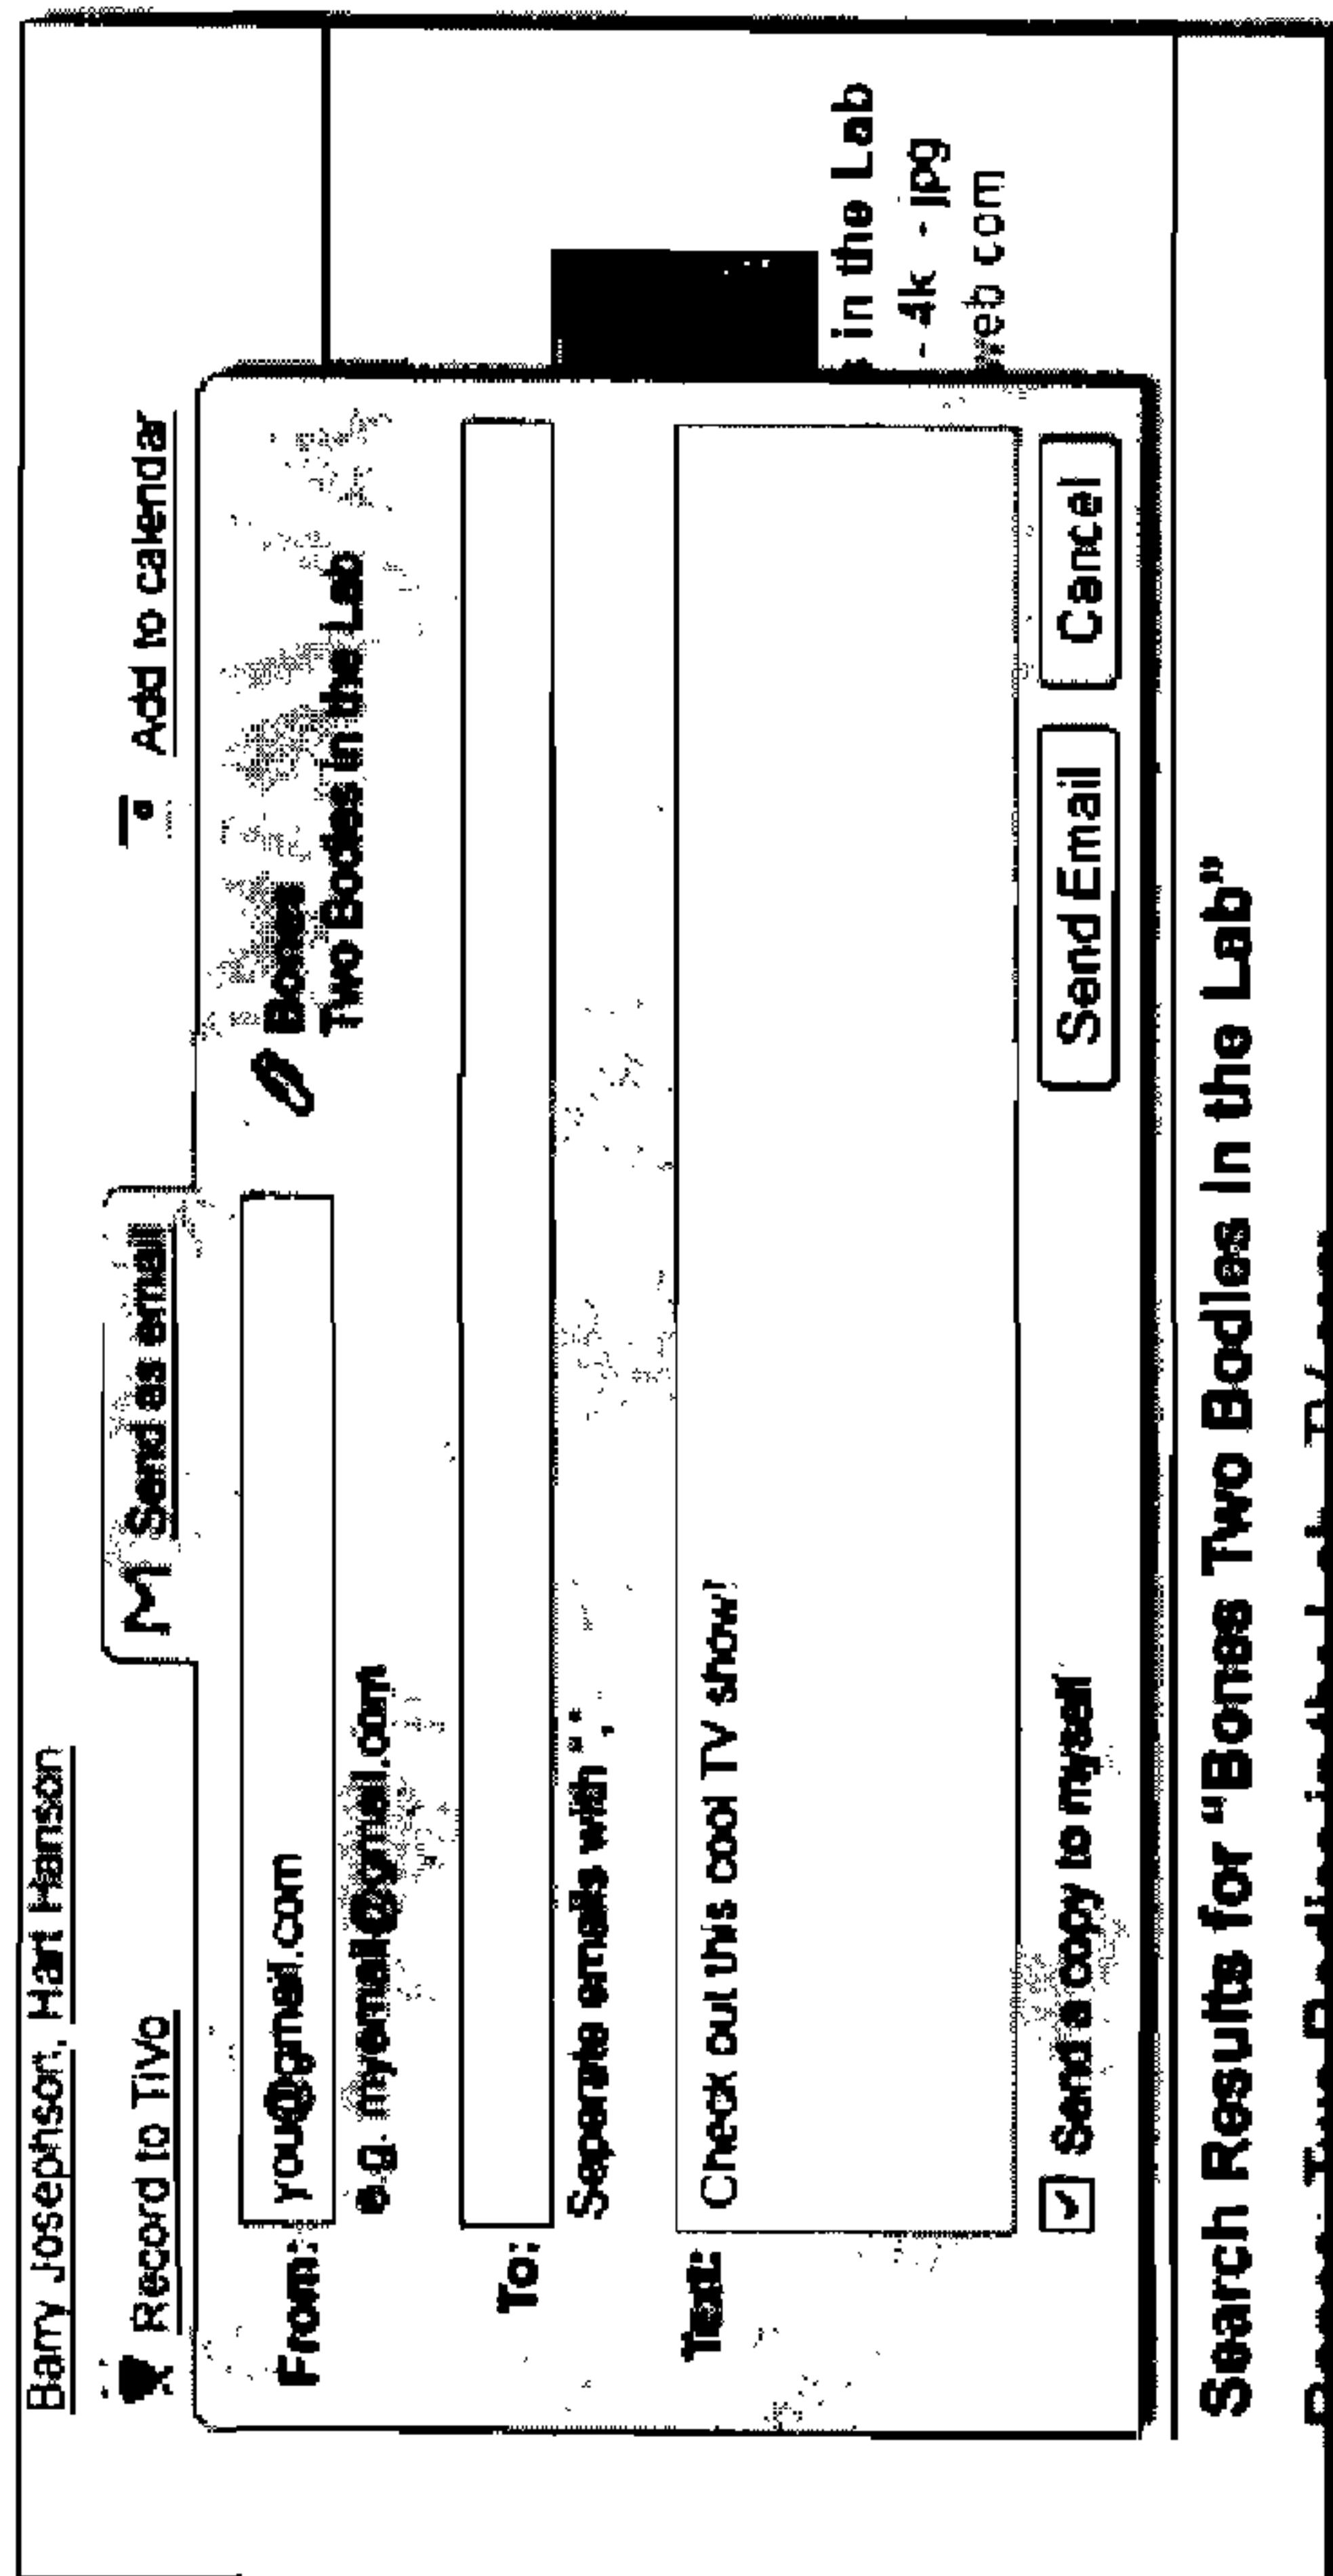 Barry Josephson, Hart Hanson
Record to TiVo
M Send as email
Add to calendar
From:
you@gmail.com
Bones
Two Bodies in the Lab
e.g. myemail@gmail.com
To:
Separate emails with ","
Text:
Check out this cool TV show!
in the Lab
- 4k - jpg
web com
Send a copy to myself
Send Email
Cancel
Search Results for “Bones Two Bodies in the Lab”